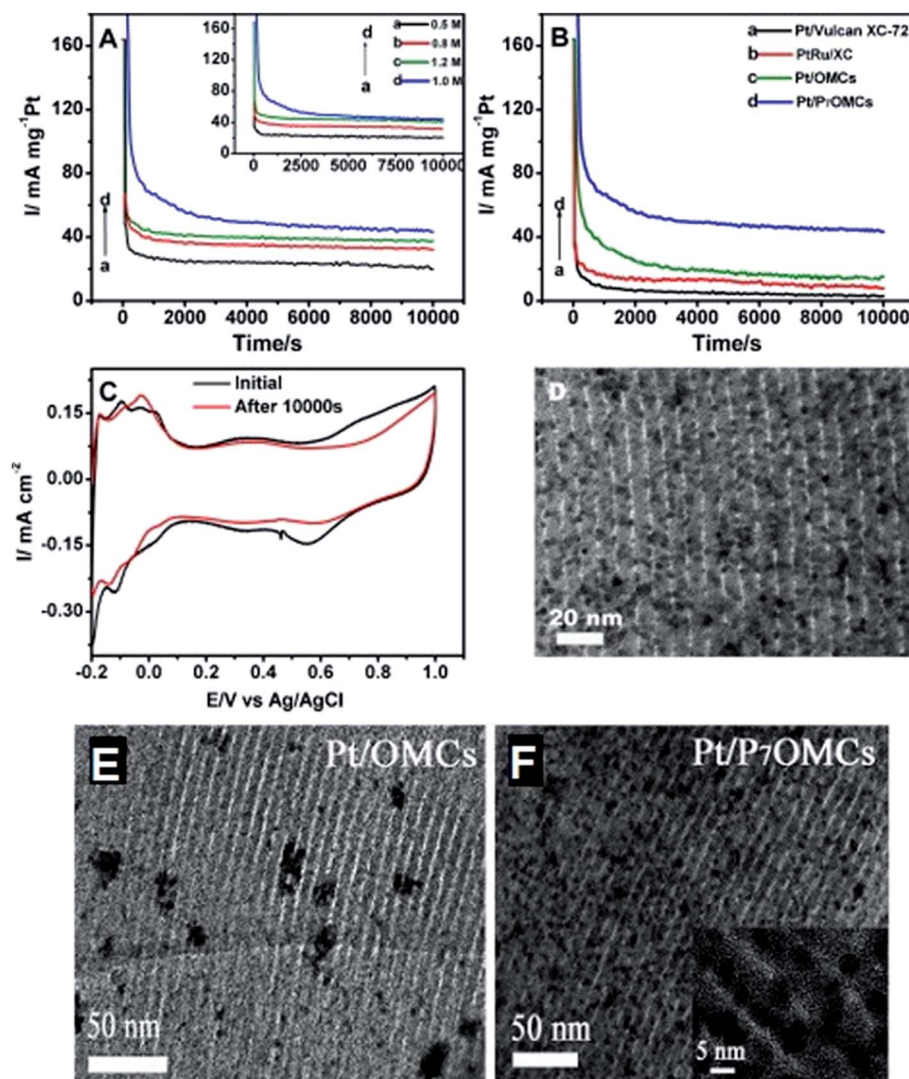 A
160
120
80
40
0
I/ mA mg⁻¹Pt
0 2000 4000 6000 8000 10000
Time/s
d
a
160
120
80
40
0
0 2500 5000 7500 10000
d
a
a 0.5 M
b 0.8 M
c 1.2 M
d 1.0 M
B
160
120
80
40
0
I/ mA mg⁻¹Pt
0 2000 4000 6000 8000 10000
Time/s
d
a
a Pt/Vulcan XC-72
b PtRu/XC
c Pt/OMCs
d Pt/P₇OMCs
C
Initial
After 10000s
0.15
0.00
-0.15
-0.30
I/ mA cm⁻²
-0.2 0.0 0.2 0.4 0.6 0.8 1.0
E/V vs Ag/AgCl
D
20 nm
E
Pt/OMCs
50 nm
F
Pt/P₇OMCs
50 nm
5 nm